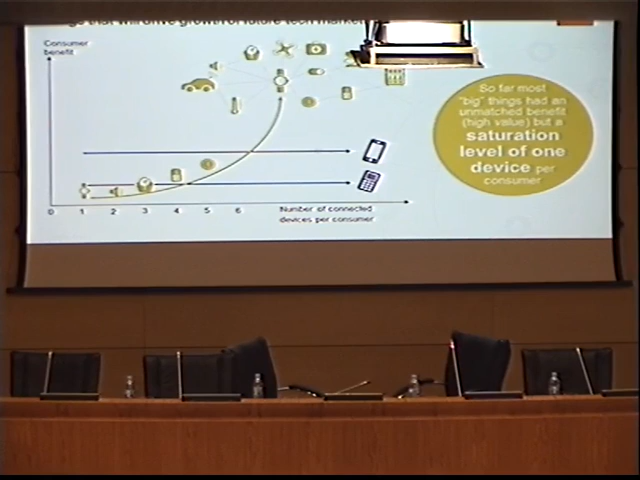 that will drive growth of future tech market
Consumer
benefit
So far most
"big" things had an
unmatched benefit
(high value) but a
saturation
level of one
device per
consumer
0 1 2 3 4 5 6
Number of connected
devices per consumer